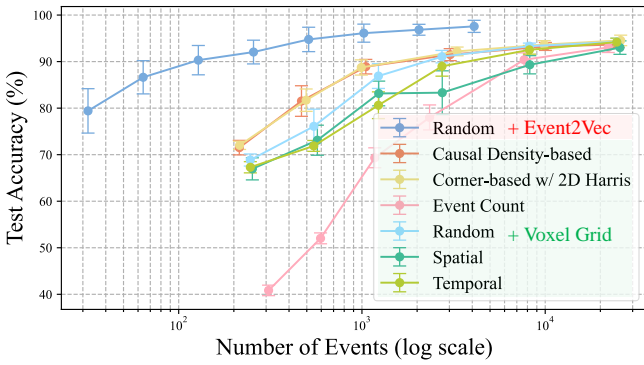 Test Accuracy (%)
100
90
80
70
60
50
40
Random + Event2Vec
Causal Density-based
Corner-based w/ 2D Harris
Event Count
Random + Voxel Grid
Spatial
Temporal
10²
10³
10⁴
Number of Events (log scale)